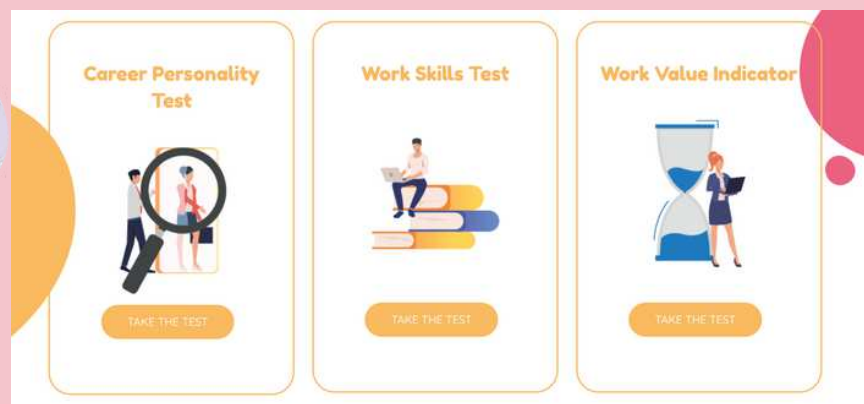 Career Personality
Test
Work Skills Test
Work Value Indicator
TAKE THE TEST
TAKE THE TEST
TAKE THE TEST